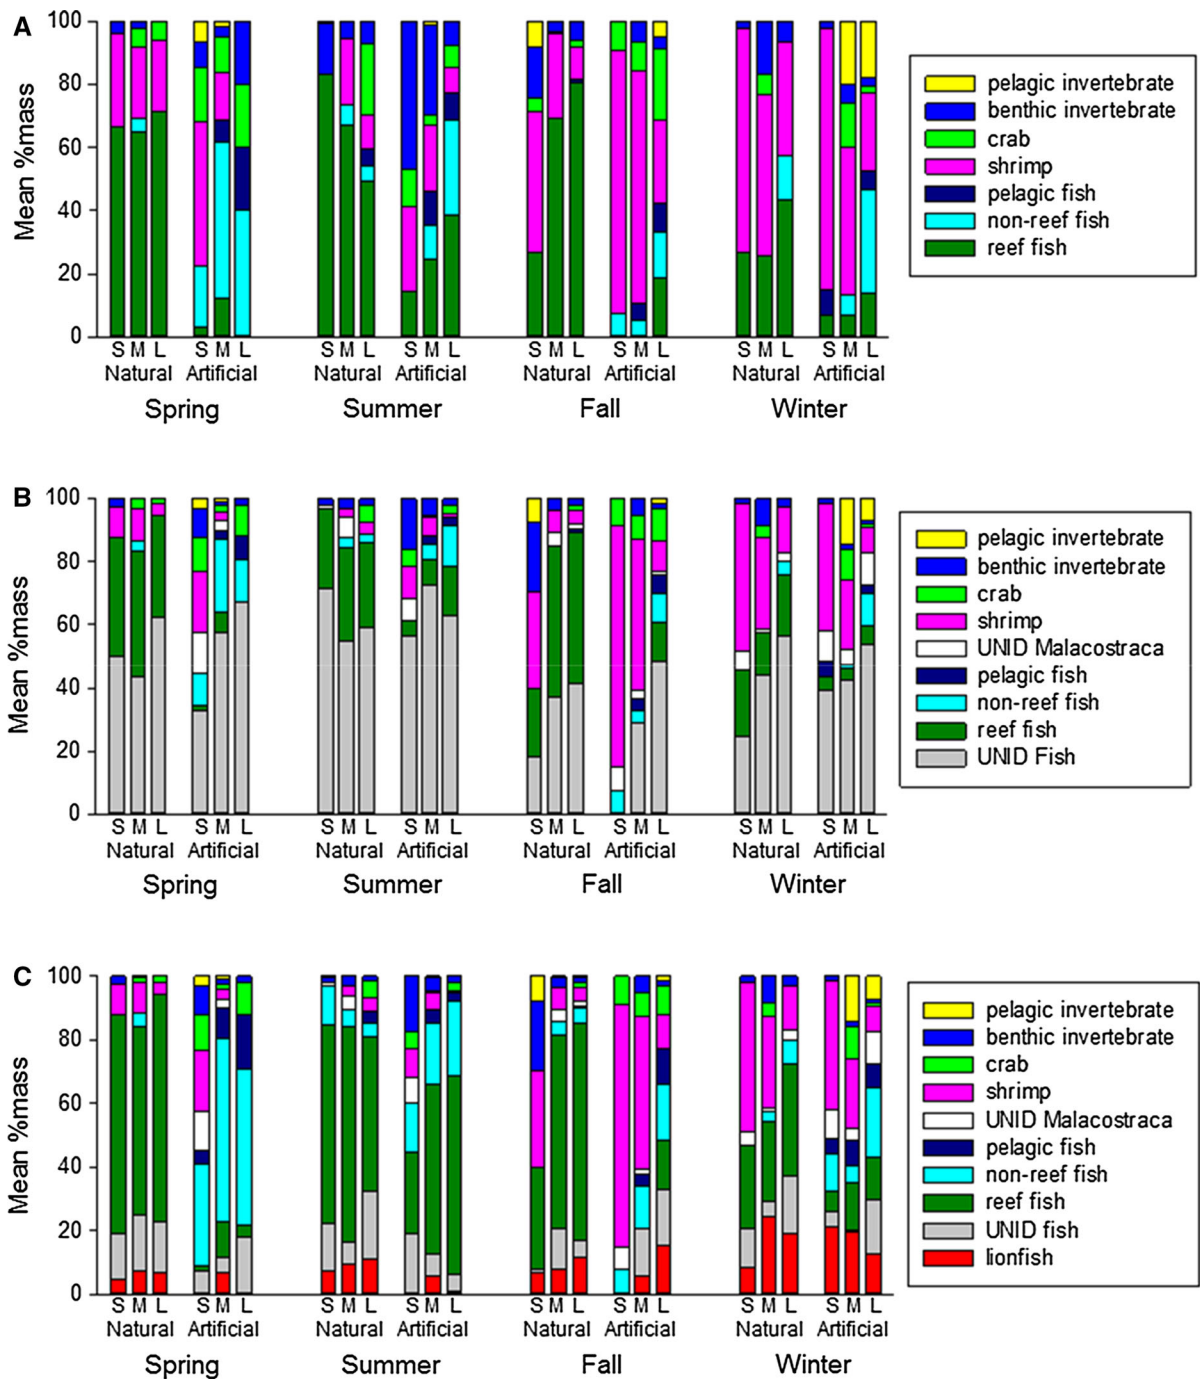 A
Mean %mass
100
80
60
40
20
0
S M L S M L S M L S M L S M L S M L S M L S M L
Natural Artificial Natural Artificial Natural Artificial Natural Artificial
Spring Summer Fall Winter
pelagic invertebrate
benthic invertebrate
crab
shrimp
pelagic fish
non-reef fish
reef fish
B
Mean %mass
100
80
60
40
20
0
S M L S M L S M L S M L S M L S M L S M L S M L
Natural Artificial Natural Artificial Natural Artificial Natural Artificial
Spring Summer Fall Winter
pelagic invertebrate
benthic invertebrate
crab
shrimp
UNID Malacostraca
pelagic fish
non-reef fish
reef fish
UNID Fish
C
Mean %mass
100
80
60
40
20
0
S M L S M L S M L S M L S M L S M L S M L S M L
Natural Artificial Natural Artificial Natural Artificial Natural Artificial
Spring Summer Fall Winter
pelagic invertebrate
benthic invertebrate
crab
shrimp
UNID Malacostraca
pelagic fish
non-reef fish
reef fish
UNID fish
lionfish